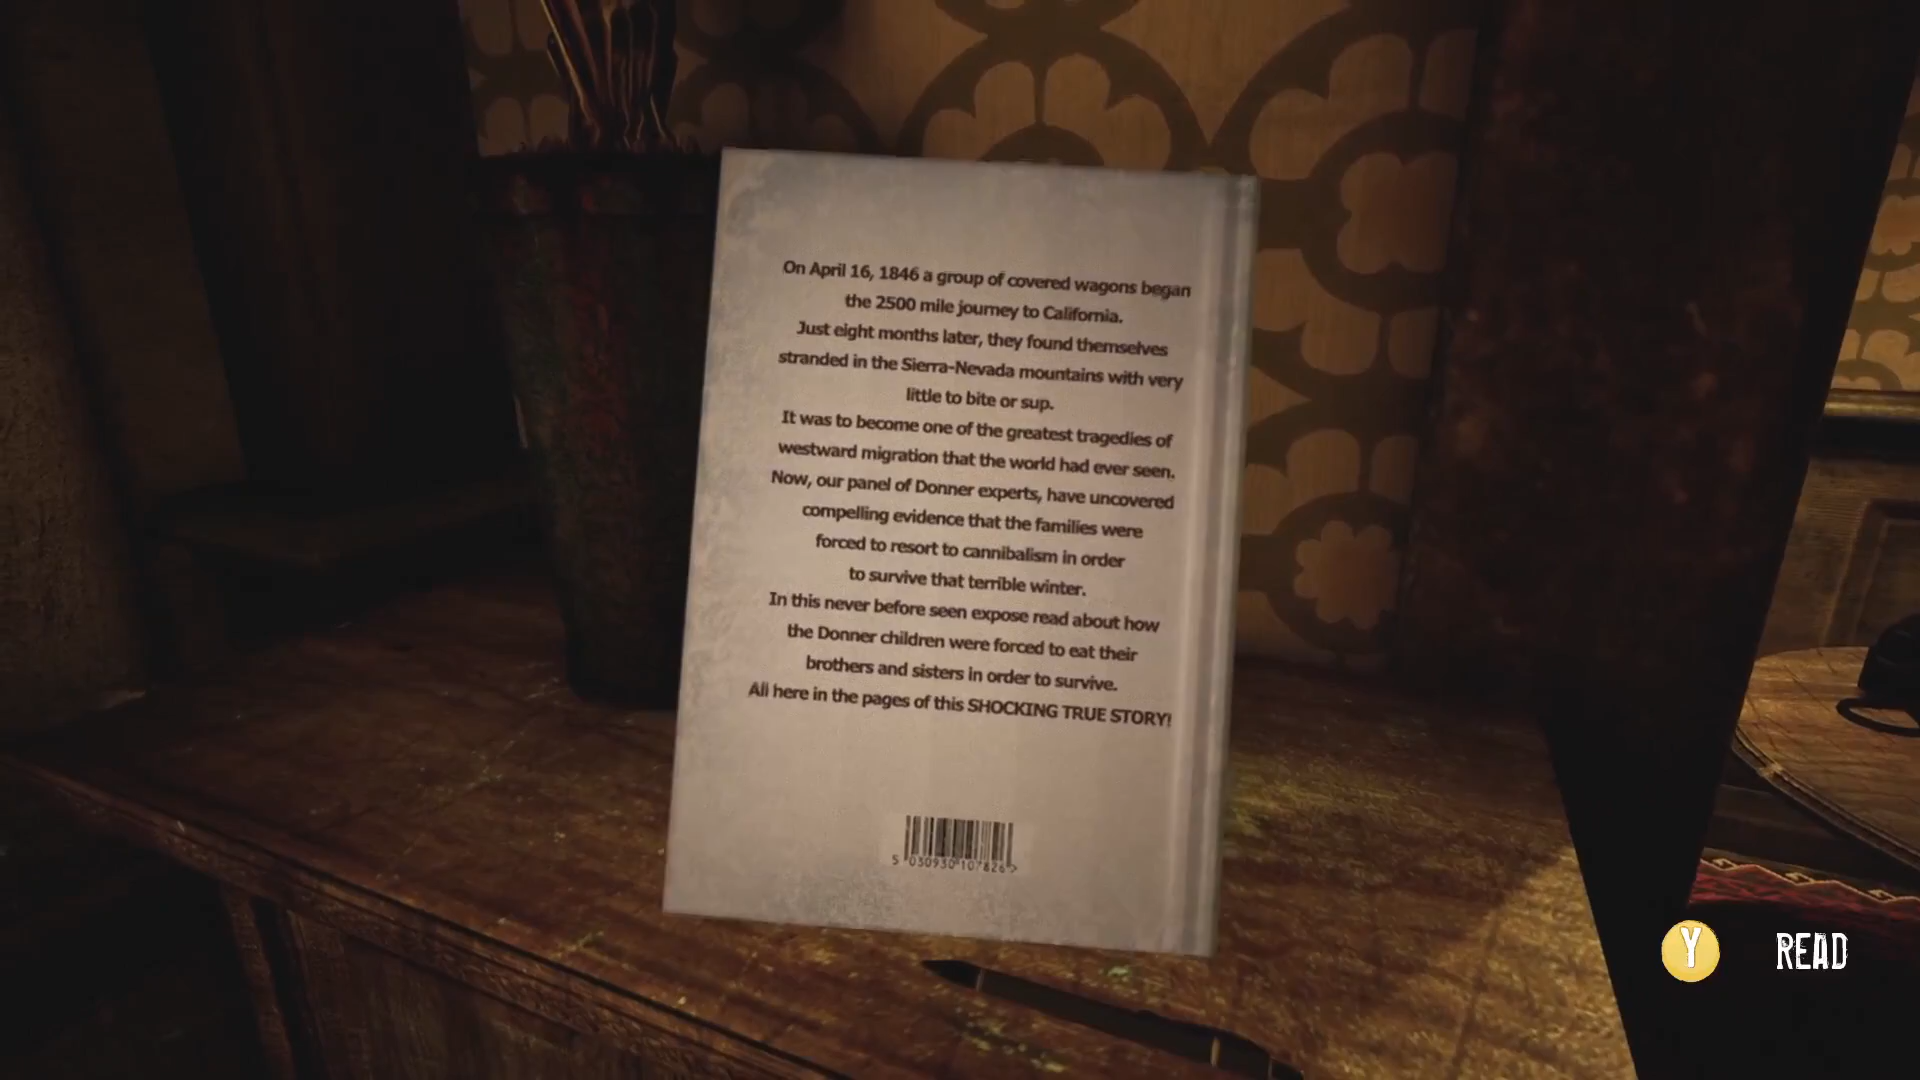 On April 16, 1846 a group of covered wagons began
the 2500 mile journey to California.
Just eight months later, they found themselves
stranded in the Sierra-Nevada mountains with very
little to bite or sup.
It was to become one of the greatest tragedies of
westward migration that the world had ever seen.
Now, our panel of Donner experts, have uncovered
compelling evidence that the families were
forced to resort to cannibalism in order
to survive that terrible winter.
In this never before seen expose read about how
the Donner children were forced to eat their
brothers and sisters in order to survive.
All here in the pages of this SHOCKING TRUE STORY!
5 030930 107826 >
Y READ